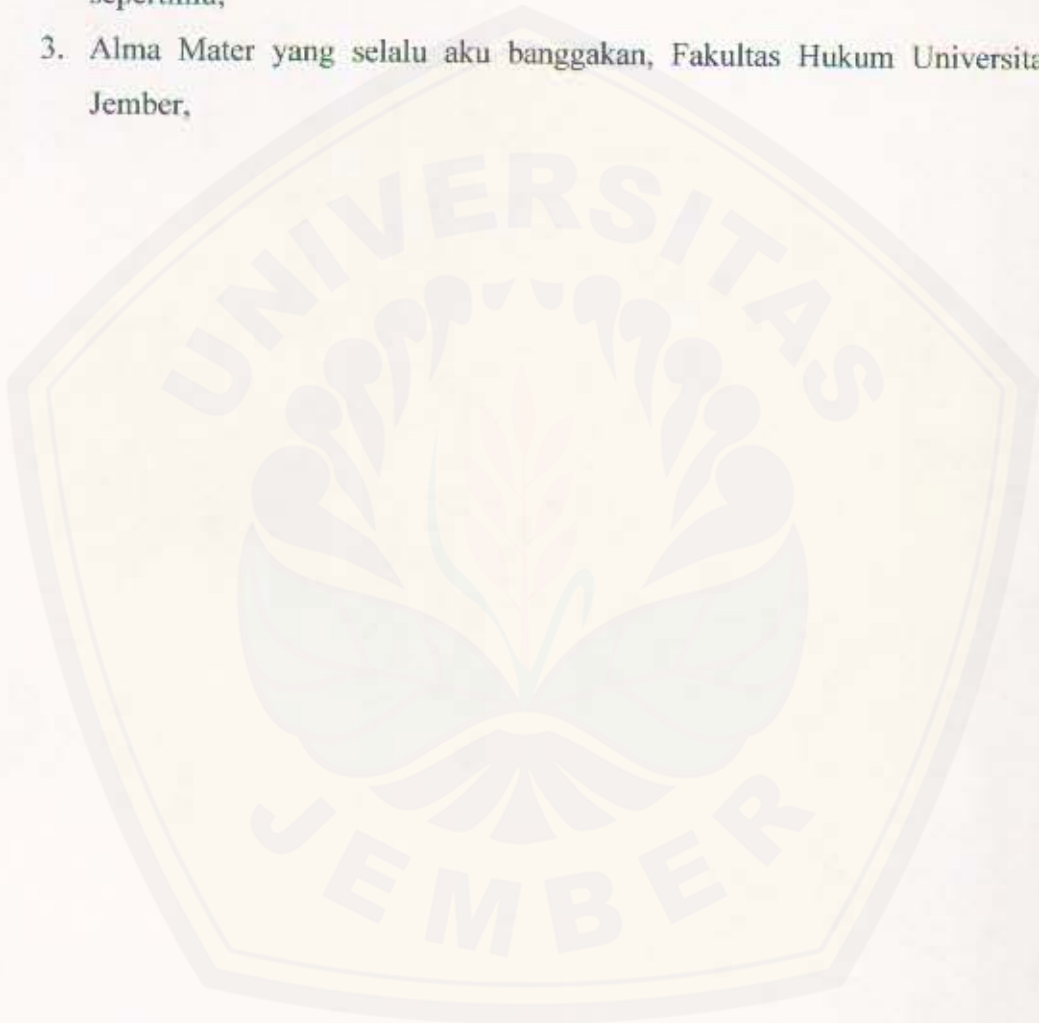 3. Alma Mater yang selalu aku banggakan, Fakultas Hukum Universita
Jember,
UNIVERSITAS
JEMBER